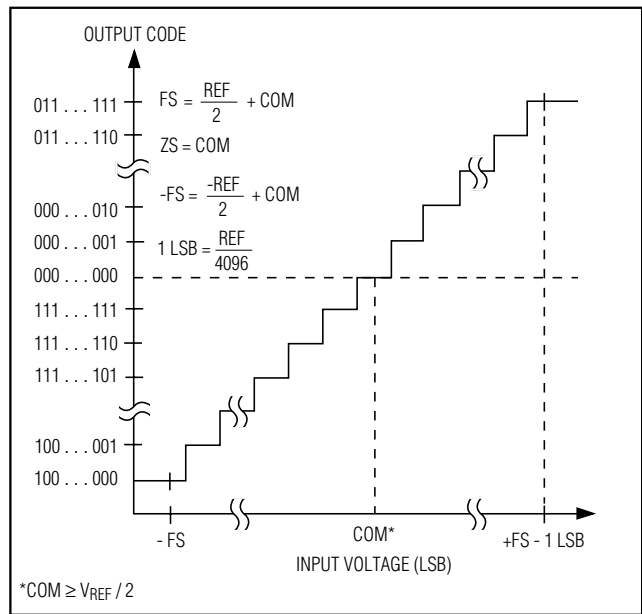 OUTPUT CODE
011 . . . 111
011 . . . 110
000 . . . 010
000 . . . 001
000 . . . 000
111 . . . 111
111 . . . 110
111 . . . 101
100 . . . 001
100 . . . 000
FS = REF/2 + COM
ZS = COM
-FS = -REF/2 + COM
1 LSB = REF/4096
- FS
COM*
+FS - 1 LSB
INPUT VOLTAGE (LSB)
*COM ≥ VREF / 2